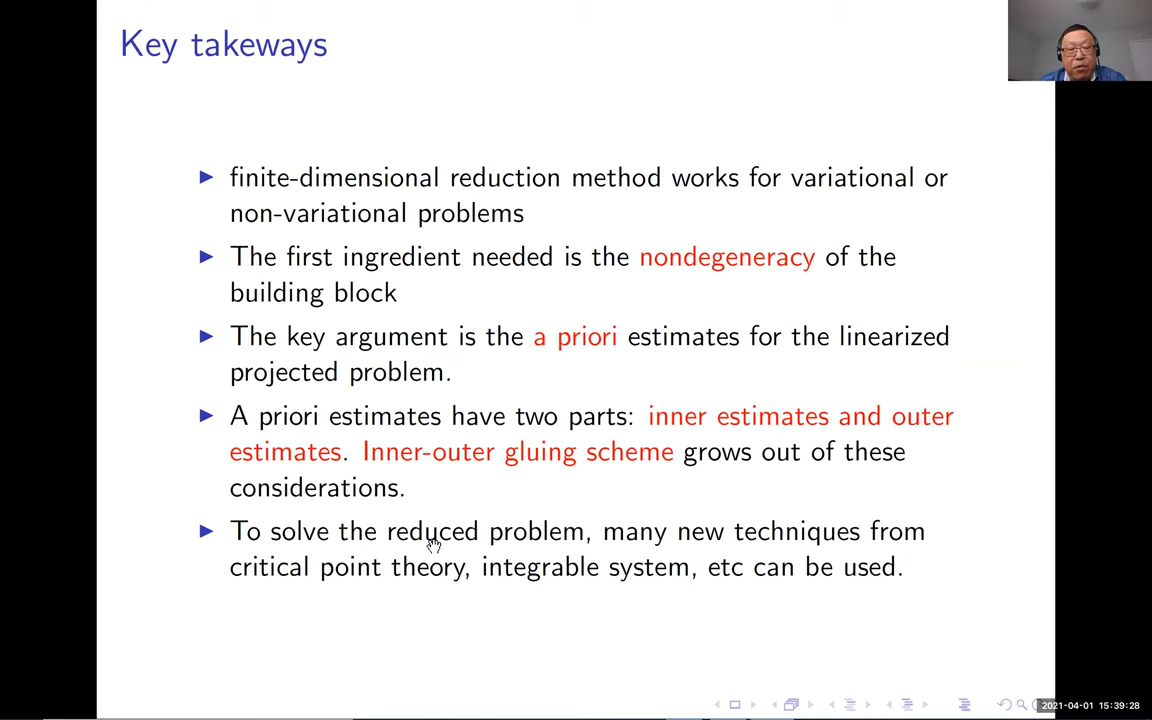 Key takeways
finite-dimensional reduction method works for variational or
non-variational problems
The first ingredient needed is the nondegeneracy of the
building block
The key argument is the a priori estimates for the linearized
projected problem.
A priori estimates have two parts: inner estimates and outer
estimates. Inner-outer gluing scheme grows out of these
considerations.
To solve the reduced problem, many new techniques from
critical point theory, integrable system, etc can be used.
2021-04-01 15:39:28